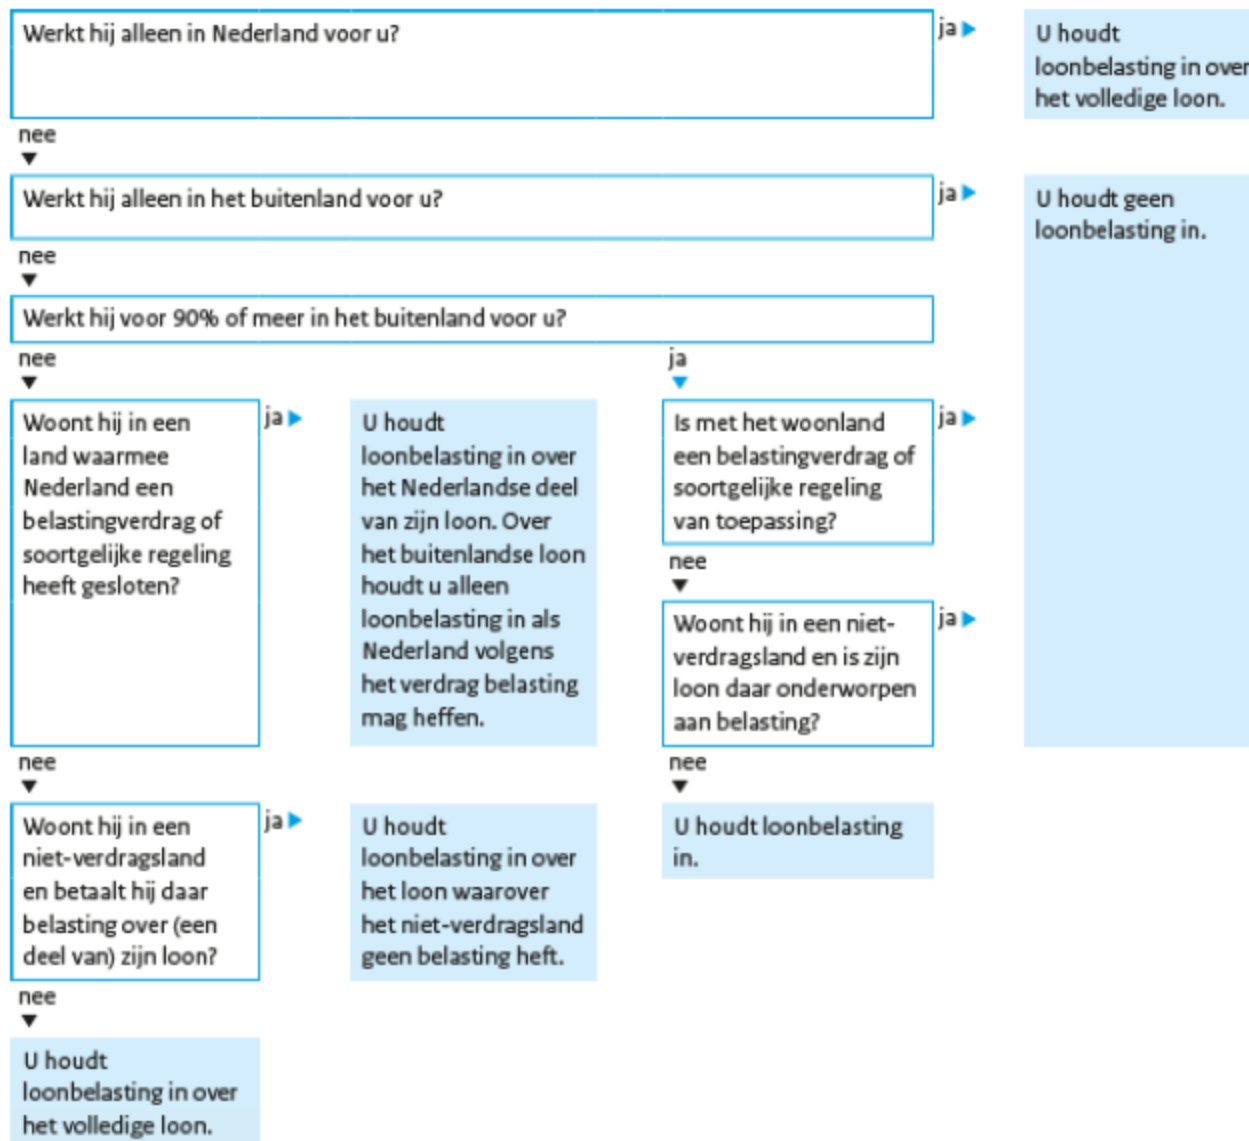 Werkt hij alleen in Nederland voor u?
ja
U houdt
loonbelasting in over
het volledige loon.
nee
Werkt hij alleen in het buitenland voor u?
ja
U houdt geen
loonbelasting in.
nee
Werkt hij voor 90% of meer in het buitenland voor u?
nee
ja
Woont hij in een
land waarmee
Nederland een
belastingverdrag of
soortgelijke regeling
heeft gesloten?
ja
U houdt
loonbelasting in over
het Nederlandse deel
van zijn loon. Over
het buitenlandse loon
houdt u alleen
loonbelasting in als
Nederland volgens
het verdrag belasting
mag heffen.
Is met het woonland
een belastingverdrag of
soortgelijke regeling
van toepassing?
ja
nee
Woont hij in een niet-
verdragsland en is zijn
loon daar onderworpen
aan belasting?
ja
nee
nee
Woont hij in een
niet-verdragsland
en betaalt hij daar
belasting over (een
deel van) zijn loon?
ja
U houdt
loonbelasting in over
het loon waarover
het niet-verdragsland
geen belasting heft.
U houdt loonbelasting
in.
nee
U houdt
loonbelasting in over
het volledige loon.